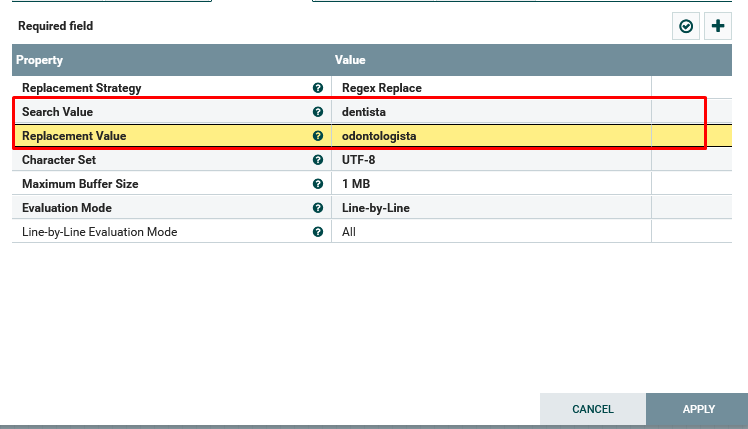 Required field
Property Value
Replacement Strategy Regex Replace
Search Value dentista
Replacement Value odontologista
Character Set UTF-8
Maximum Buffer Size 1 MB
Evaluation Mode Line-by-Line
Line-by-Line Evaluation Mode All
CANCEL APPLY